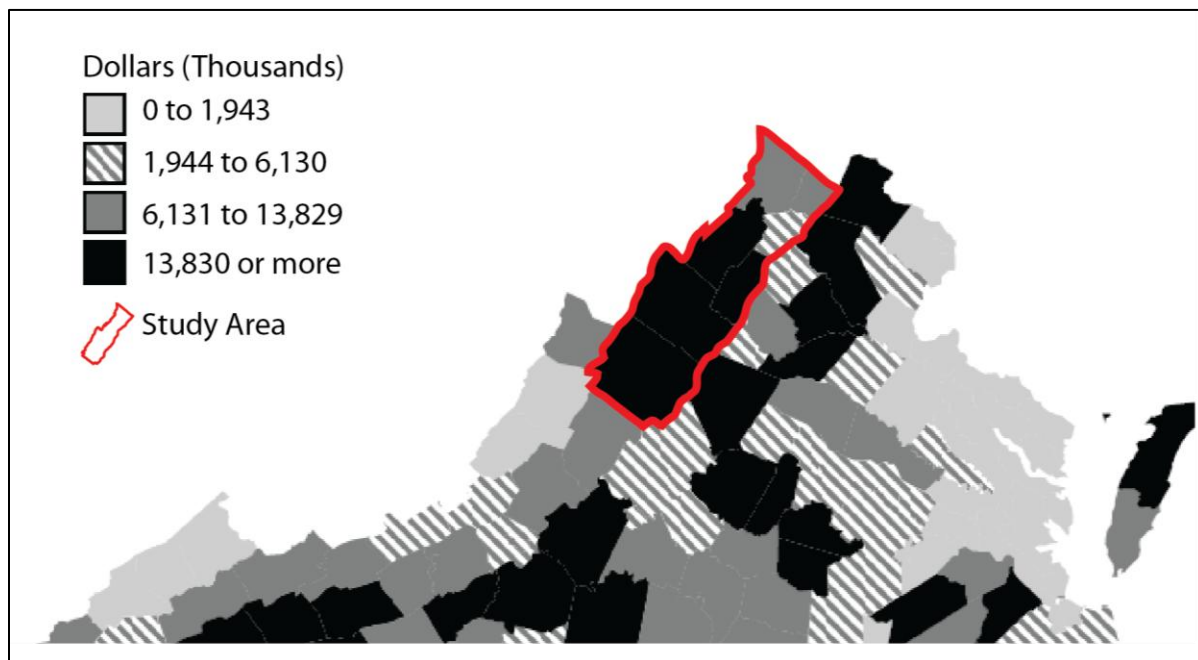 Dollars (Thousands)
0 to 1,943
1,944 to 6,130
6,131 to 13,829
13,830 or more
Study Area